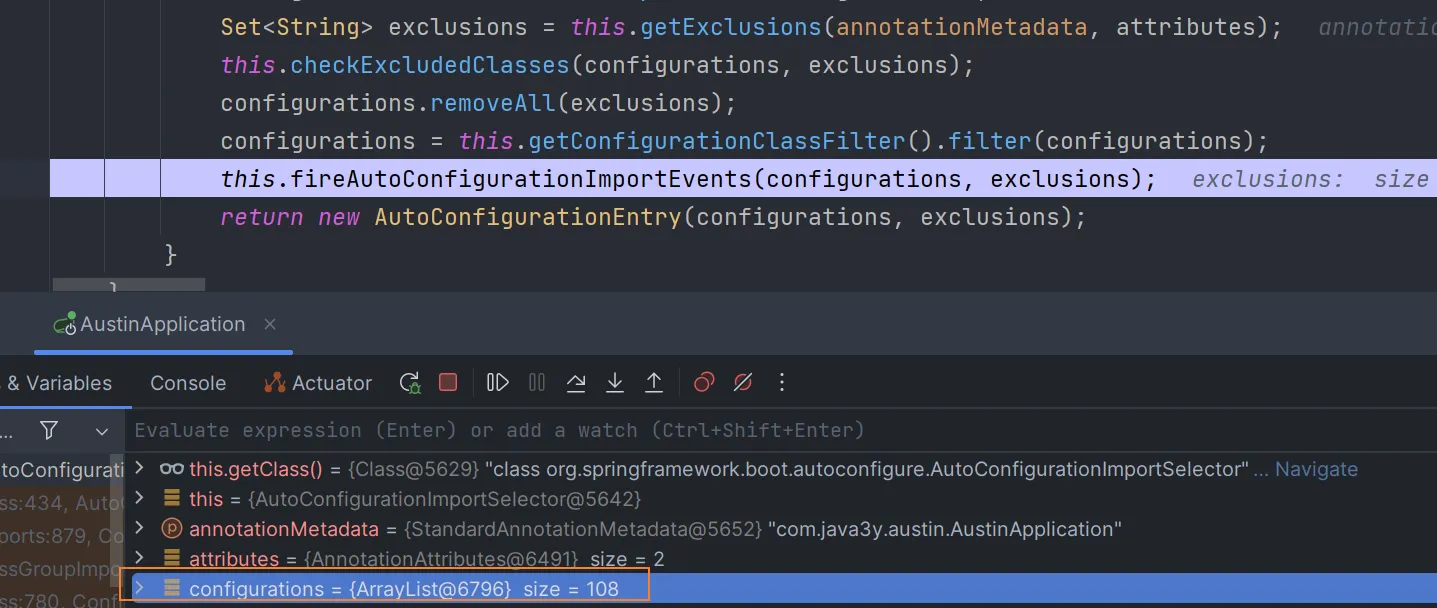 Set<String> exclusions = this.getExclusions(annotationMetadata, attributes);   annotatio
this.checkExcludedClasses(configurations, exclusions);
configurations.removeAll(exclusions);
configurations = this.getConfigurationClassFilter().filter(configurations);
this.fireAutoConfigurationImportEvents(configurations, exclusions);   exclusions:  size
return new AutoConfigurationEntry(configurations, exclusions);
}
AustinApplication ×
& Variables Console Actuator
... Evaluate expression (Enter) or add a watch (Ctrl+Shift+Enter)
toConfigurati this.getClass() = {Class@5629} "class org.springframework.boot.autoconfigure.AutoConfigurationImportSelector" ... Navigate
ss:434, Auto this = {AutoConfigurationImportSelector@5642}
ports:879, Co annotationMetadata = {StandardAnnotationMetadata@5652} "com.java3y.austin.AustinApplication"
ssGroupImpo attributes = {AnnotationAttributes@6491} size = 2
ss:780, Conf configurations = {ArrayList@6796} size = 108